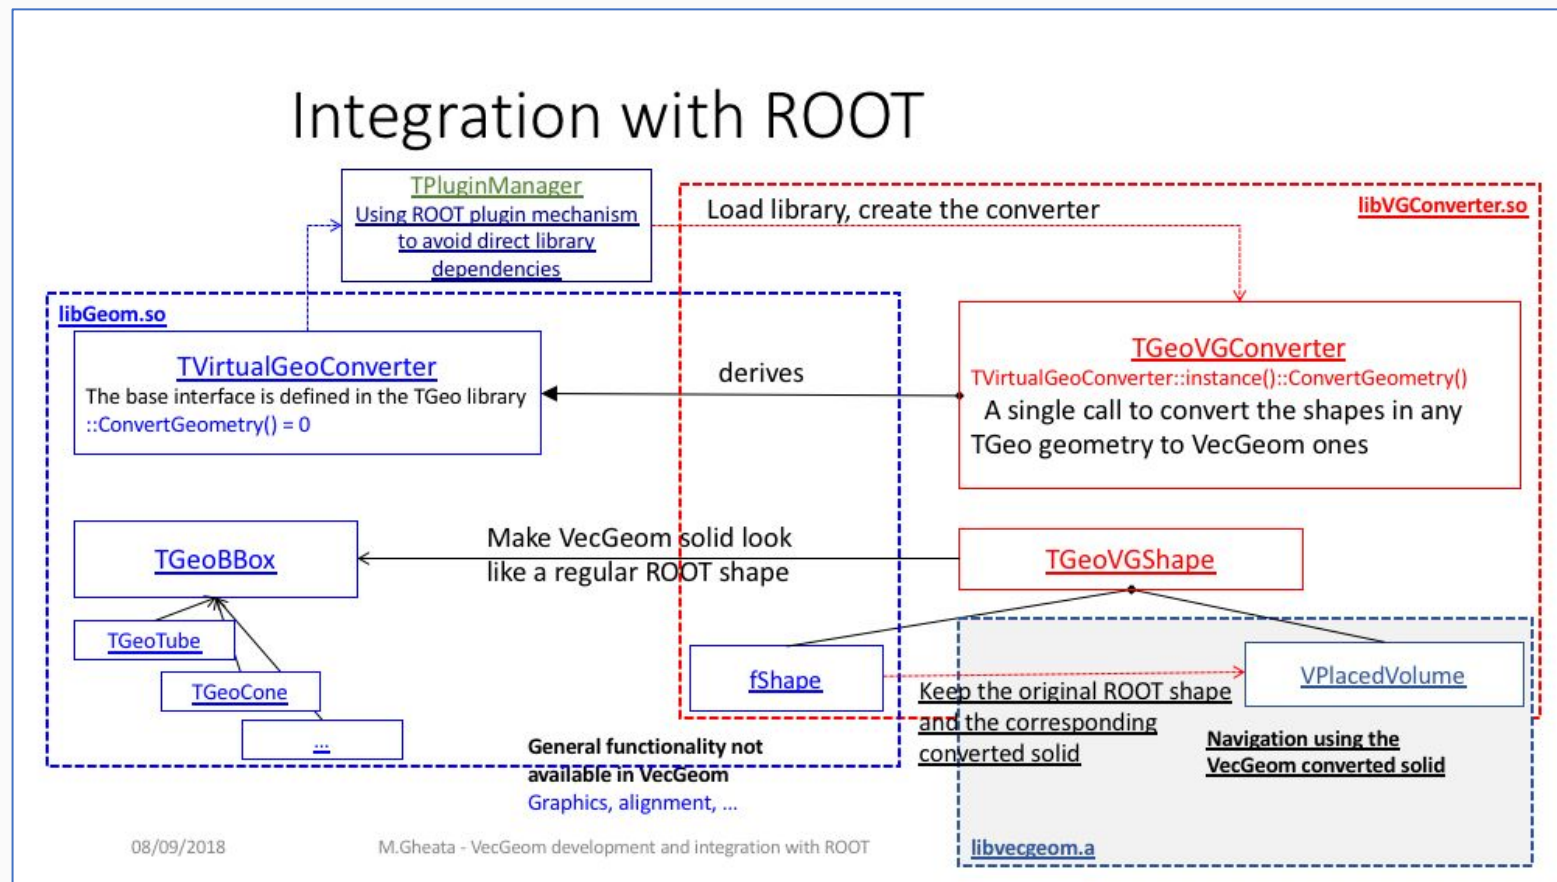 Integration with ROOT
TPluginManager
Using ROOT plugin mechanism
to avoid direct library
dependencies
Load library, create the converter
libVGConverter.so
libGeom.so
TVirtualGeoConverter
The base interface is defined in the TGeo library
::ConvertGeometry() = 0
derives
TGeoVGConverter
TVirtualGeoConverter::instance()::ConvertGeometry()
A single call to convert the shapes in any
TGeo geometry to VecGeom ones
TGeoBBox
Make VecGeom solid look
like a regular ROOT shape
TGeoVGShape
TGeoTube
TGeoCone
...
fShape
VPlacedVolume
Keep the original ROOT shape
and the corresponding
converted solid
General functionality not
available in VecGeom
Graphics, alignment, ...
Navigation using the
VecGeom converted solid
08/09/2018
M.Gheata - VecGeom development and integration with ROOT
libvecgeom.a